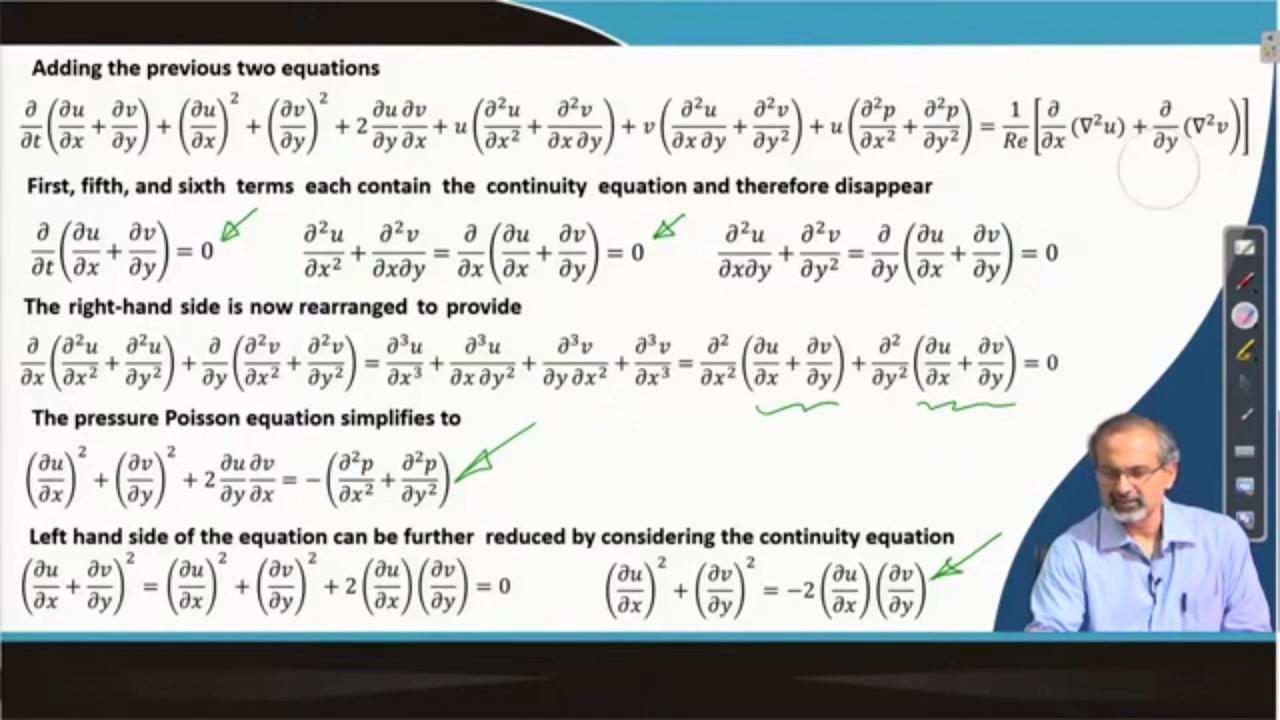 Adding the previous two equations
∂/∂t (∂u/∂x + ∂v/∂y) + (∂u/∂x)² + (∂v/∂y)² + 2 ∂u/∂y ∂v/∂x + u (∂²u/∂x² + ∂²v/∂x ∂y) + v (∂²u/∂x ∂y + ∂²v/∂y²) + u (∂²p/∂x² + ∂²p/∂y²) = 1/Re [∂/∂x (∇²u) + ∂/∂y (∇²v)]
First, fifth, and sixth terms each contain the continuity equation and therefore disappear
∂/∂t (∂u/∂x + ∂v/∂y) = 0 ∂²u/∂x² + ∂²v/∂x∂y = ∂/∂x (∂u/∂x + ∂v/∂y) = 0 ∂²u/∂x∂y + ∂²v/∂y² = ∂/∂y (∂u/∂x + ∂v/∂y) = 0
The right-hand side is now rearranged to provide
∂/∂x (∂²u/∂x² + ∂²u/∂y²) + ∂/∂y (∂²v/∂x² + ∂²v/∂y²) = ∂³u/∂x³ + ∂³u/∂x ∂y² + ∂³v/∂y ∂x² + ∂³v/∂x³ = ∂²/∂x² (∂u/∂x + ∂v/∂y) + ∂²/∂y² (∂u/∂x + ∂v/∂y) = 0
The pressure Poisson equation simplifies to
(∂u/∂x)² + (∂v/∂y)² + 2 ∂u/∂y ∂v/∂x = − (∂²p/∂x² + ∂²p/∂y²)
Left hand side of the equation can be further reduced by considering the continuity equation
(∂u/∂x + ∂v/∂y)² = (∂u/∂x)² + (∂v/∂y)² + 2 (∂u/∂x) (∂v/∂y) = 0 (∂u/∂x)² + (∂v/∂y)² = −2 (∂u/∂x) (∂v/∂y)